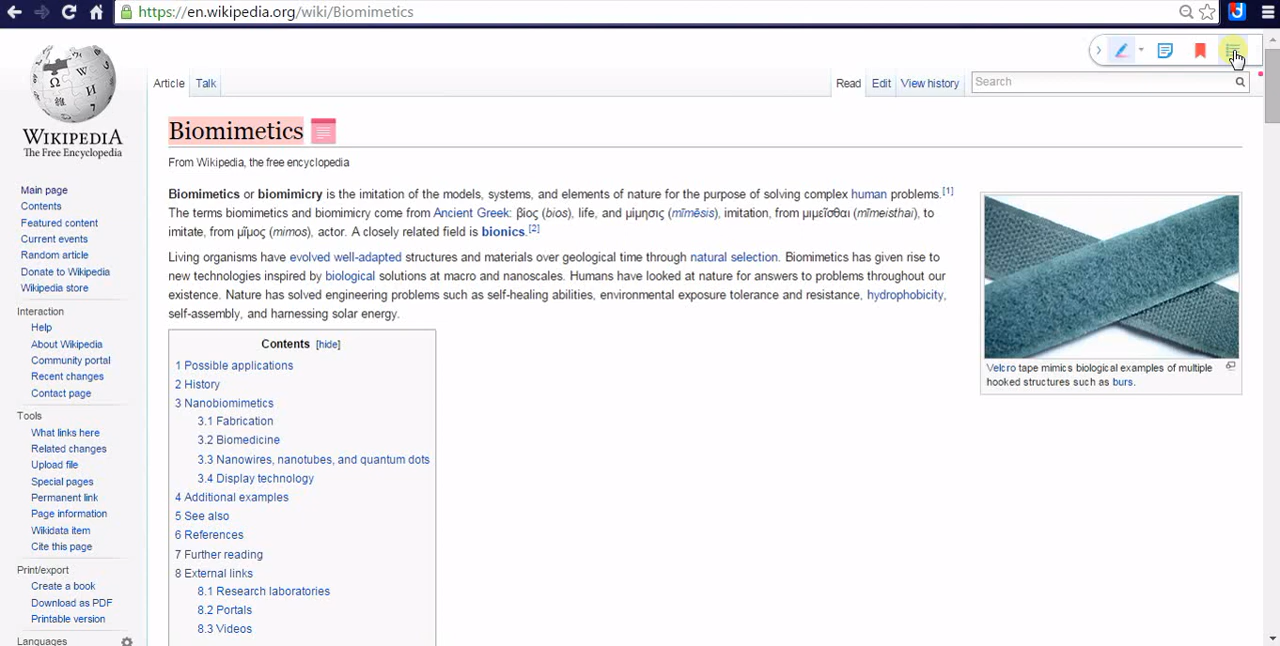 https://en.wikipedia.org/wiki/Biomimetics
WIKIPEDIA
The Free Encyclopedia
Main page
Contents
Featured content
Current events
Random article
Donate to Wikipedia
Wikipedia store
Interaction
Help
About Wikipedia
Community portal
Recent changes
Contact page
Tools
What links here
Related changes
Upload file
Special pages
Permanent link
Page information
Wikidata item
Cite this page
Print/export
Create a book
Download as PDF
Printable version
Languages
Article Talk
Read Edit View history Search
Biomimetics
From Wikipedia, the free encyclopedia
Biomimetics or biomimicry is the imitation of the models, systems, and elements of nature for the purpose of solving complex human problems.[1]
The terms biomimetics and biomimicry come from Ancient Greek: βίος (bios), life, and μίμησις (mīmēsis), imitation, from μιμεῖσθαι (mīmeisthai), to
imitate, from μῖμος (mimos), actor. A closely related field is bionics.[2]
Living organisms have evolved well-adapted structures and materials over geological time through natural selection. Biomimetics has given rise to
new technologies inspired by biological solutions at macro and nanoscales. Humans have looked at nature for answers to problems throughout our
existence. Nature has solved engineering problems such as self-healing abilities, environmental exposure tolerance and resistance, hydrophobicity,
self-assembly, and harnessing solar energy.
Velcro tape mimics biological examples of multiple
hooked structures such as burs.
Contents [hide]
1 Possible applications
2 History
3 Nanobiomimetics
3.1 Fabrication
3.2 Biomedicine
3.3 Nanowires, nanotubes, and quantum dots
3.4 Display technology
4 Additional examples
5 See also
6 References
7 Further reading
8 External links
8.1 Research laboratories
8.2 Portals
8.3 Videos